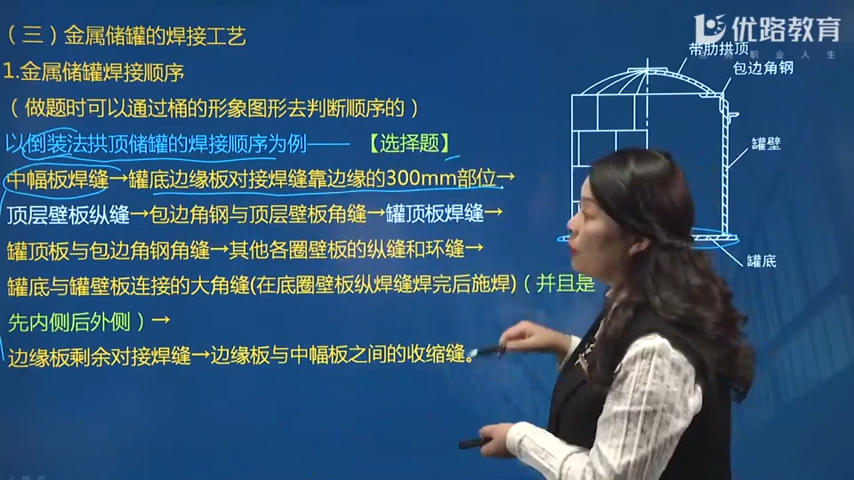 （三）金属储罐的焊接工艺
1.金属储罐焊接顺序
（做题时可以通过桶的形象图形去判断顺序的）
以倒装法拱顶储罐的焊接顺序为例——【选择题】
中幅板焊缝→罐底边缘板对接焊缝靠边缘的300mm部位→
顶层壁板纵缝→包边角钢与顶层壁板角缝→罐顶板焊缝→
罐顶板与包边角钢角缝→其他各圈壁板的纵缝和环缝→
罐底与罐壁板连接的大角缝(在底圈壁板纵焊缝焊完后施焊)（并且是
先内侧后外侧）→
边缘板剩余对接焊缝→边缘板与中幅板之间的收缩缝。
优路教育
职业人生
带肋拱顶
包边角钢
罐壁
罐底